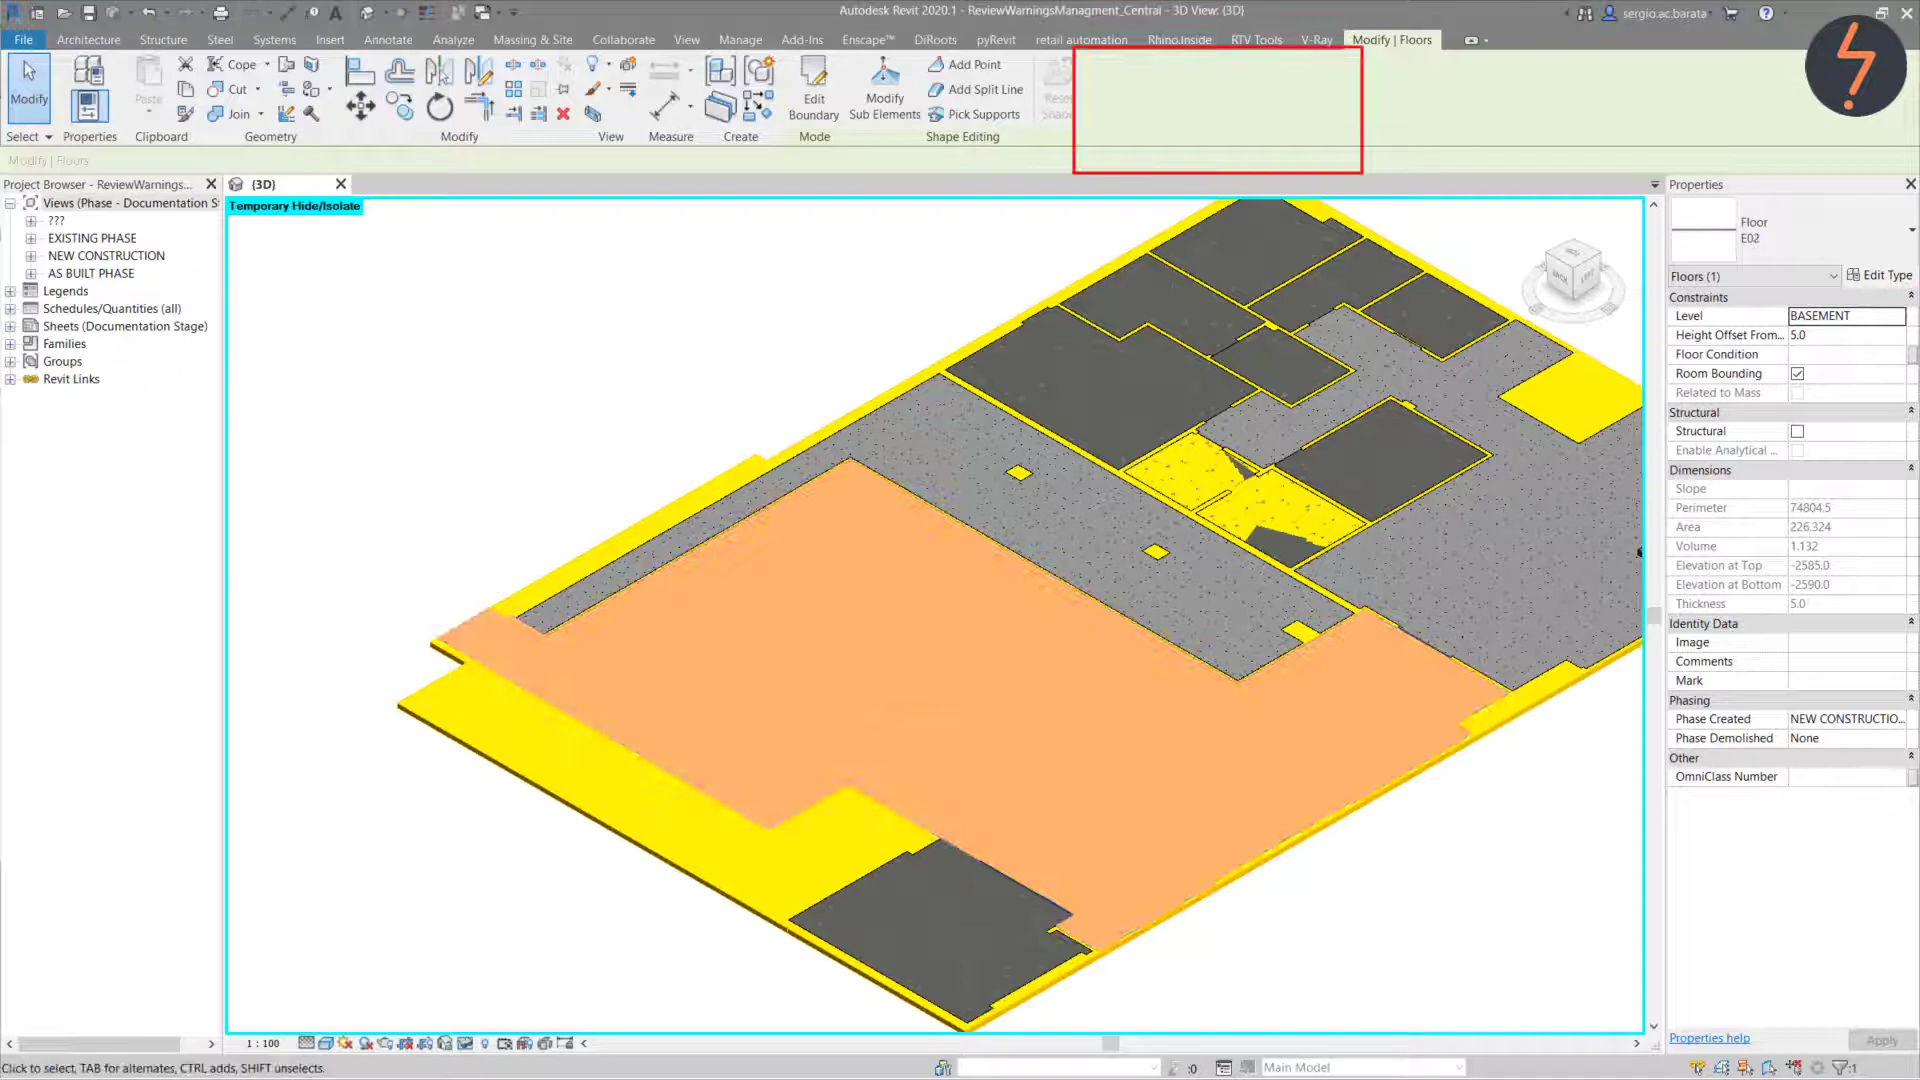 Autodesk Revit 2020.1 - ReviewWarningsManagment_Central - 3D View: {3D}
sergio.ac.barata
File Architecture Structure Steel Systems Insert Annotate Analyze Massing & Site Collaborate View Manage Add-Ins Enscape™ DiRoots pyRevit retail automation Rhino.Inside RTV Tools V-Ray Modify | Floors
Modify
Paste
Cope
Cut
Join
Edit Boundary
Modify Sub Elements
Add Point
Add Split Line
Pick Supports
Select Properties Clipboard Geometry Modify View Measure Create Mode Shape Editing
Modify | Floors
Project Browser - ReviewWarnings...
{3D}
Properties
Temporary Hide/Isolate
Views (Phase - Documentation S
???
EXISTING PHASE
NEW CONSTRUCTION
AS BUILT PHASE
Legends
Schedules/Quantities (all)
Sheets (Documentation Stage)
Families
Groups
Revit Links
BACK LEFT
Floor
E02
Floors (1)
Edit Type
Constraints
Level BASEMENT
Height Offset From... 5.0
Floor Condition
Room Bounding
Related to Mass
Structural
Structural
Enable Analytical ...
Dimensions
Slope
Perimeter 74804.5
Area 226.324
Volume 1.132
Elevation at Top -2585.0
Elevation at Bottom -2590.0
Thickness 5.0
Identity Data
Image
Comments
Mark
Phasing
Phase Created NEW CONSTRUCTIO...
Phase Demolished None
Other
OmniClass Number
Properties help
Apply
1 : 100
Click to select, TAB for alternates, CTRL adds, SHIFT unselects.
:0
Main Model
:1